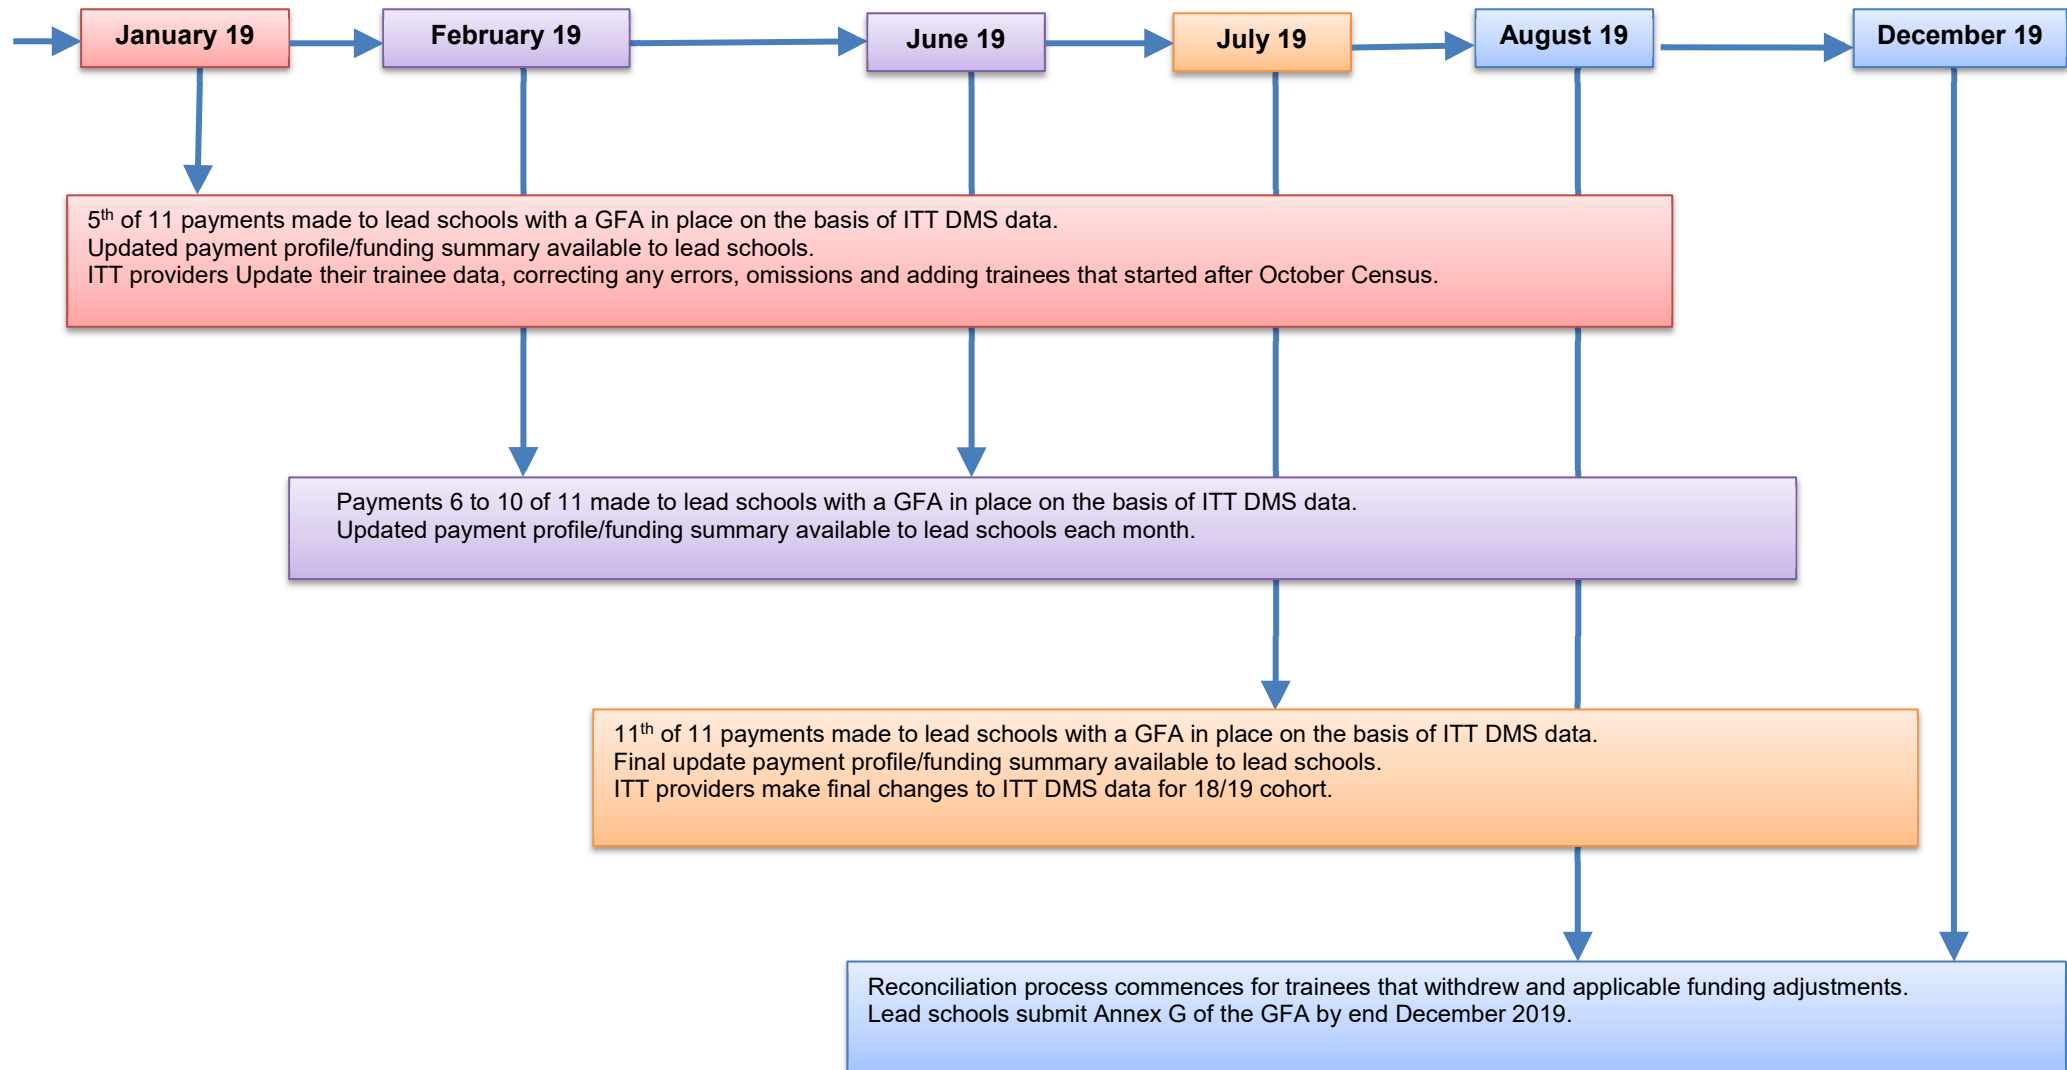 January 19
February 19
June 19
July 19
August 19
December 19
5th of 11 payments made to lead schools with a GFA in place on the basis of ITT DMS data.
Updated payment profile/funding summary available to lead schools.
ITT providers Update their trainee data, correcting any errors, omissions and adding trainees that started after October Census.
Payments 6 to 10 of 11 made to lead schools with a GFA in place on the basis of ITT DMS data.
Updated payment profile/funding summary available to lead schools each month.
11th of 11 payments made to lead schools with a GFA in place on the basis of ITT DMS data.
Final update payment profile/funding summary available to lead schools.
ITT providers make final changes to ITT DMS data for 18/19 cohort.
Reconciliation process commences for trainees that withdrew and applicable funding adjustments.
Lead schools submit Annex G of the GFA by end December 2019.